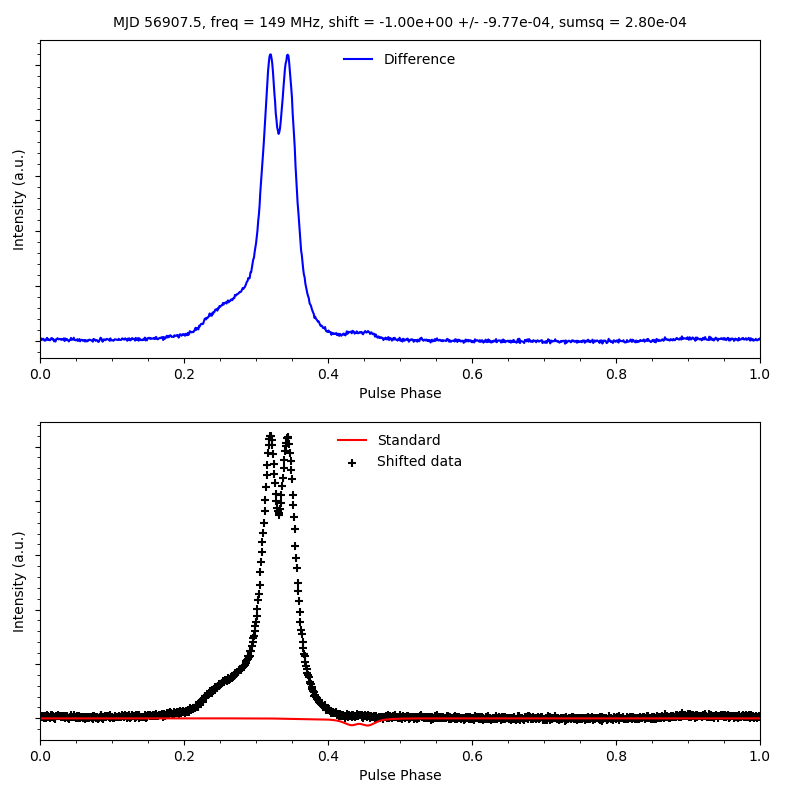 MJD 56907.5, freq = 149 MHz, shift = -1.00e+00 +/- -9.77e-04, sumsq = 2.80e-04
Difference
Intensity (a.u.)
0.0 0.2 0.4 0.6 0.8 1.0
Pulse Phase
Standard
Shifted data
Intensity (a.u.)
0.0 0.2 0.4 0.6 0.8 1.0
Pulse Phase